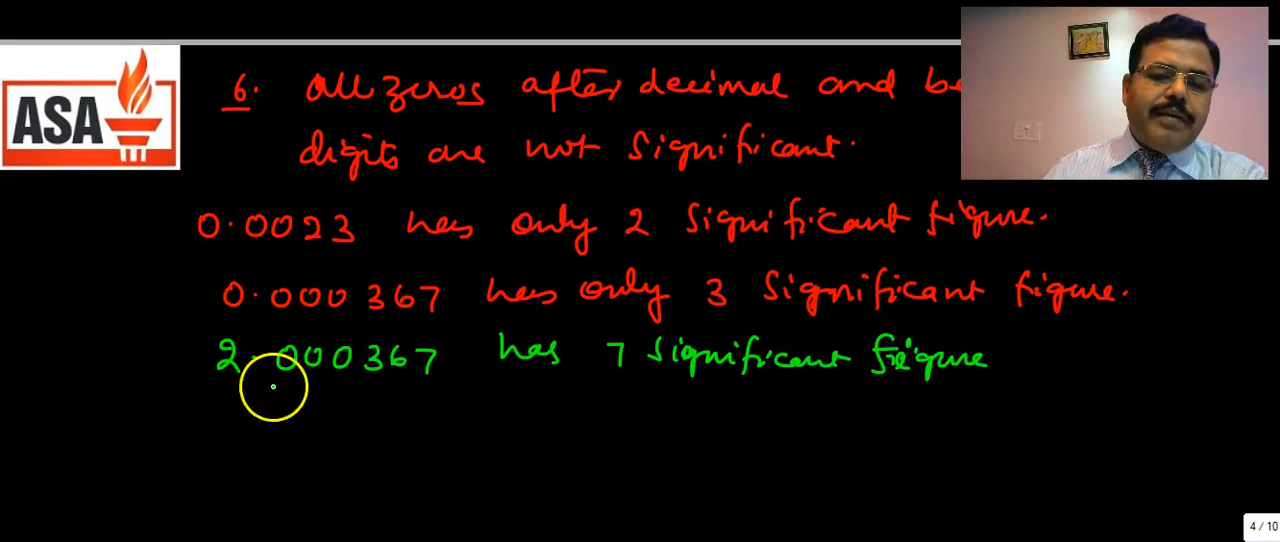 ASA
6. All zeros after decimal and be
digits are not significant.
0.0023 has only 2 significant figure.
0.000367 has only 3 significant figure.
2.000367 has 7 significant figure
4 / 10